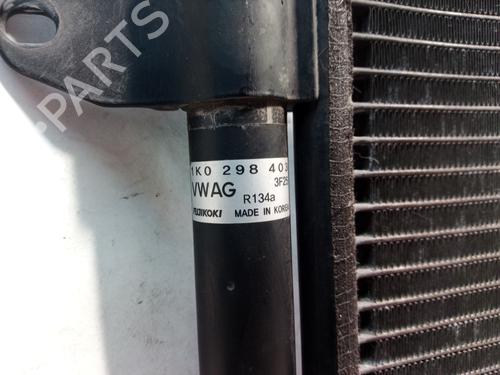 PARTS
1K0 298 403
VWAG 3F25
R134a
FUJIKOKI MADE IN KOREA